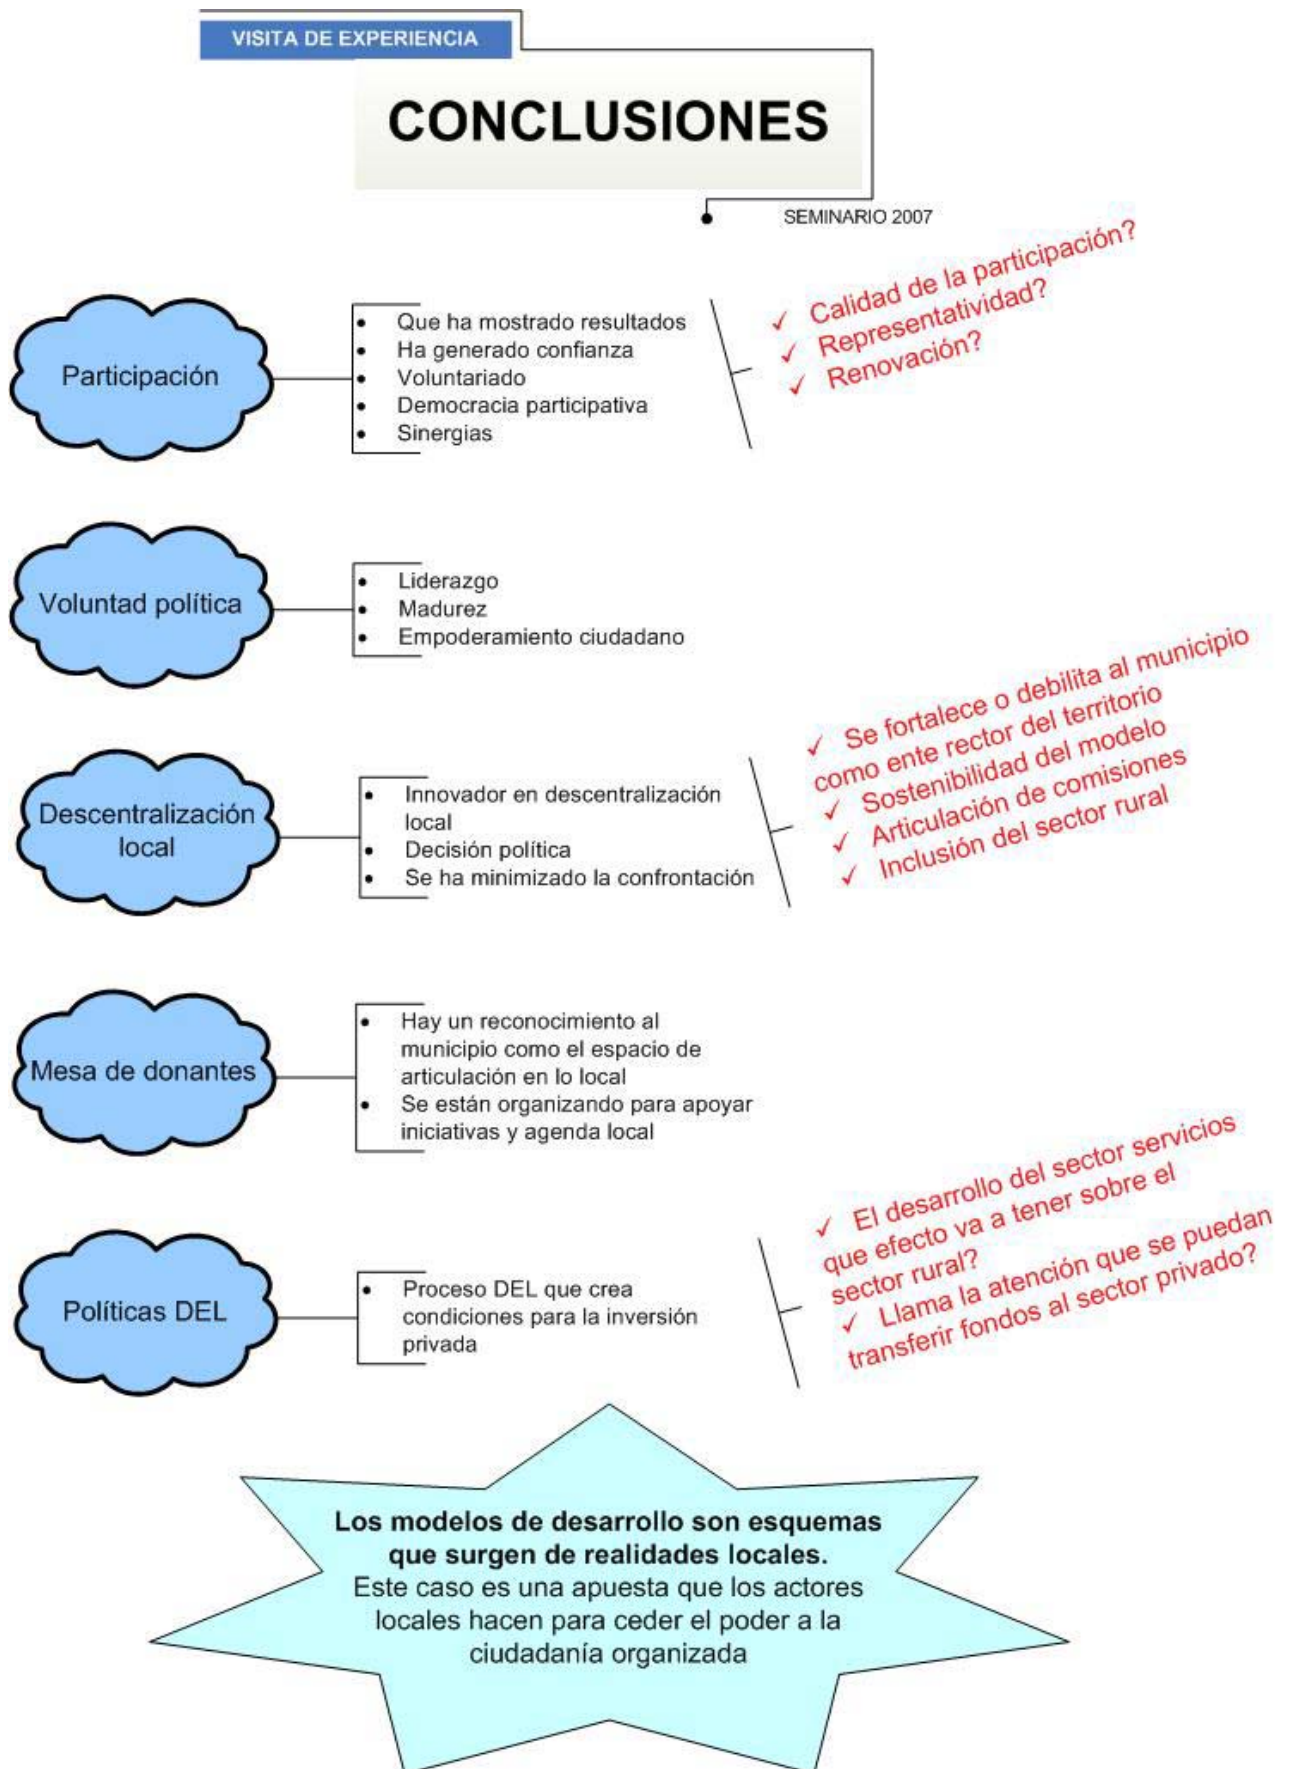 VISITA DE EXPERIENCIA
CONCLUSIONES
SEMINARIO 2007
Participación
• Que ha mostrado resultados
• Ha generado confianza
• Voluntariado
• Democracia participativa
• Sinergias
✓ Calidad de la participación?
✓ Representatividad?
✓ Renovación?
Voluntad política
• Liderazgo
• Madurez
• Empoderamiento ciudadano
Descentralización
local
• Innovador en descentralización
local
• Decisión política
• Se ha minimizado la confrontación
✓ Se fortalece o debilita al municipio
como ente rector del territorio
✓ Sostenibilidad del modelo
✓ Articulación de comisiones
✓ Inclusión del sector rural
Mesa de donantes
• Hay un reconocimiento al
municipio como el espacio de
articulación en lo local
• Se están organizando para apoyar
iniciativas y agenda local
Políticas DEL
• Proceso DEL que crea
condiciones para la inversión
privada
✓ El desarrollo del sector servicios
que efecto va a tener sobre el
sector rural?
✓ Llama la atención que se puedan
transferir fondos al sector privado?
Los modelos de desarrollo son esquemas
que surgen de realidades locales.
Este caso es una apuesta que los actores
locales hacen para ceder el poder a la
ciudadanía organizada